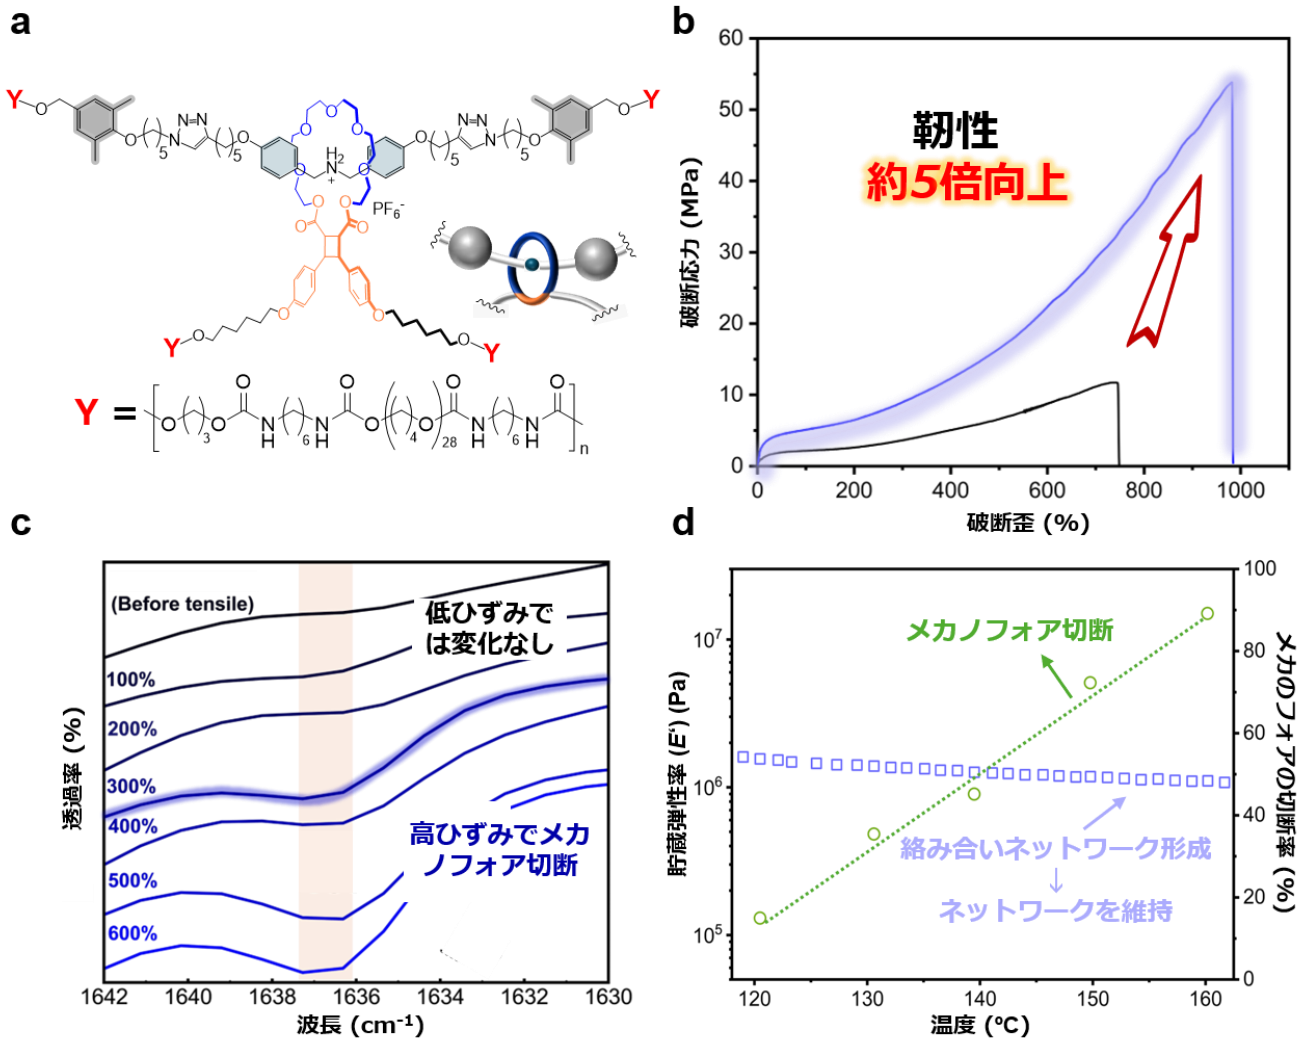 a
Y
O
O
5
N
N
N
5
O
O
O
O
O
O
O
H2
N
+
O
5
N
N
N
5
O
O
Y
O
O
O
O
PF6-
O
O
Y
O
O
Y
Y =
O
3
O
O
N
H
6
N
H
O
O
4
O
28
O
N
H
6
N
H
O
n
b
破断応力 (MPa)
60
50
40
30
20
10
0
靭性
約5倍向上
0 200 400 600 800 1000
破断歪 (%)
c
透過率 (%)
(Before tensile)
100%
200%
300%
400%
500%
600%
低ひずみで
は変化なし
高ひずみでメカ
ノフォア切断
1642 1640 1638 1636 1634 1632 1630
波長 (cm-1)
d
貯蔵弾性率 (E‘) (Pa)
107
106
105
メカノフォア切断
絡み合いネットワーク形成
↓
ネットワークを維持
100
80
60
40
20
0
メカのフォアの切断率 (%)
120 130 140 150 160
温度 (ºC)